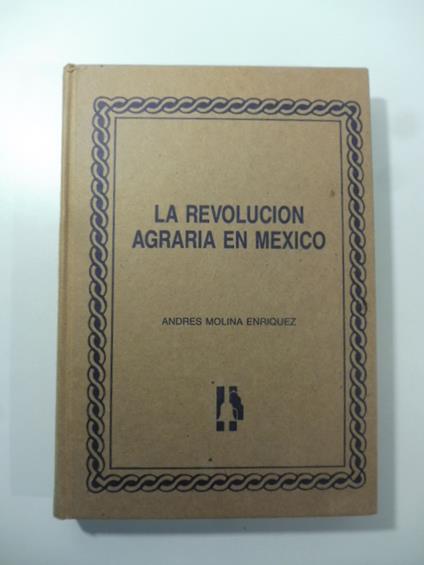 LA REVOLUCION
AGRARIA EN MEXICO
ANDRES MOLINA ENRIQUEZ